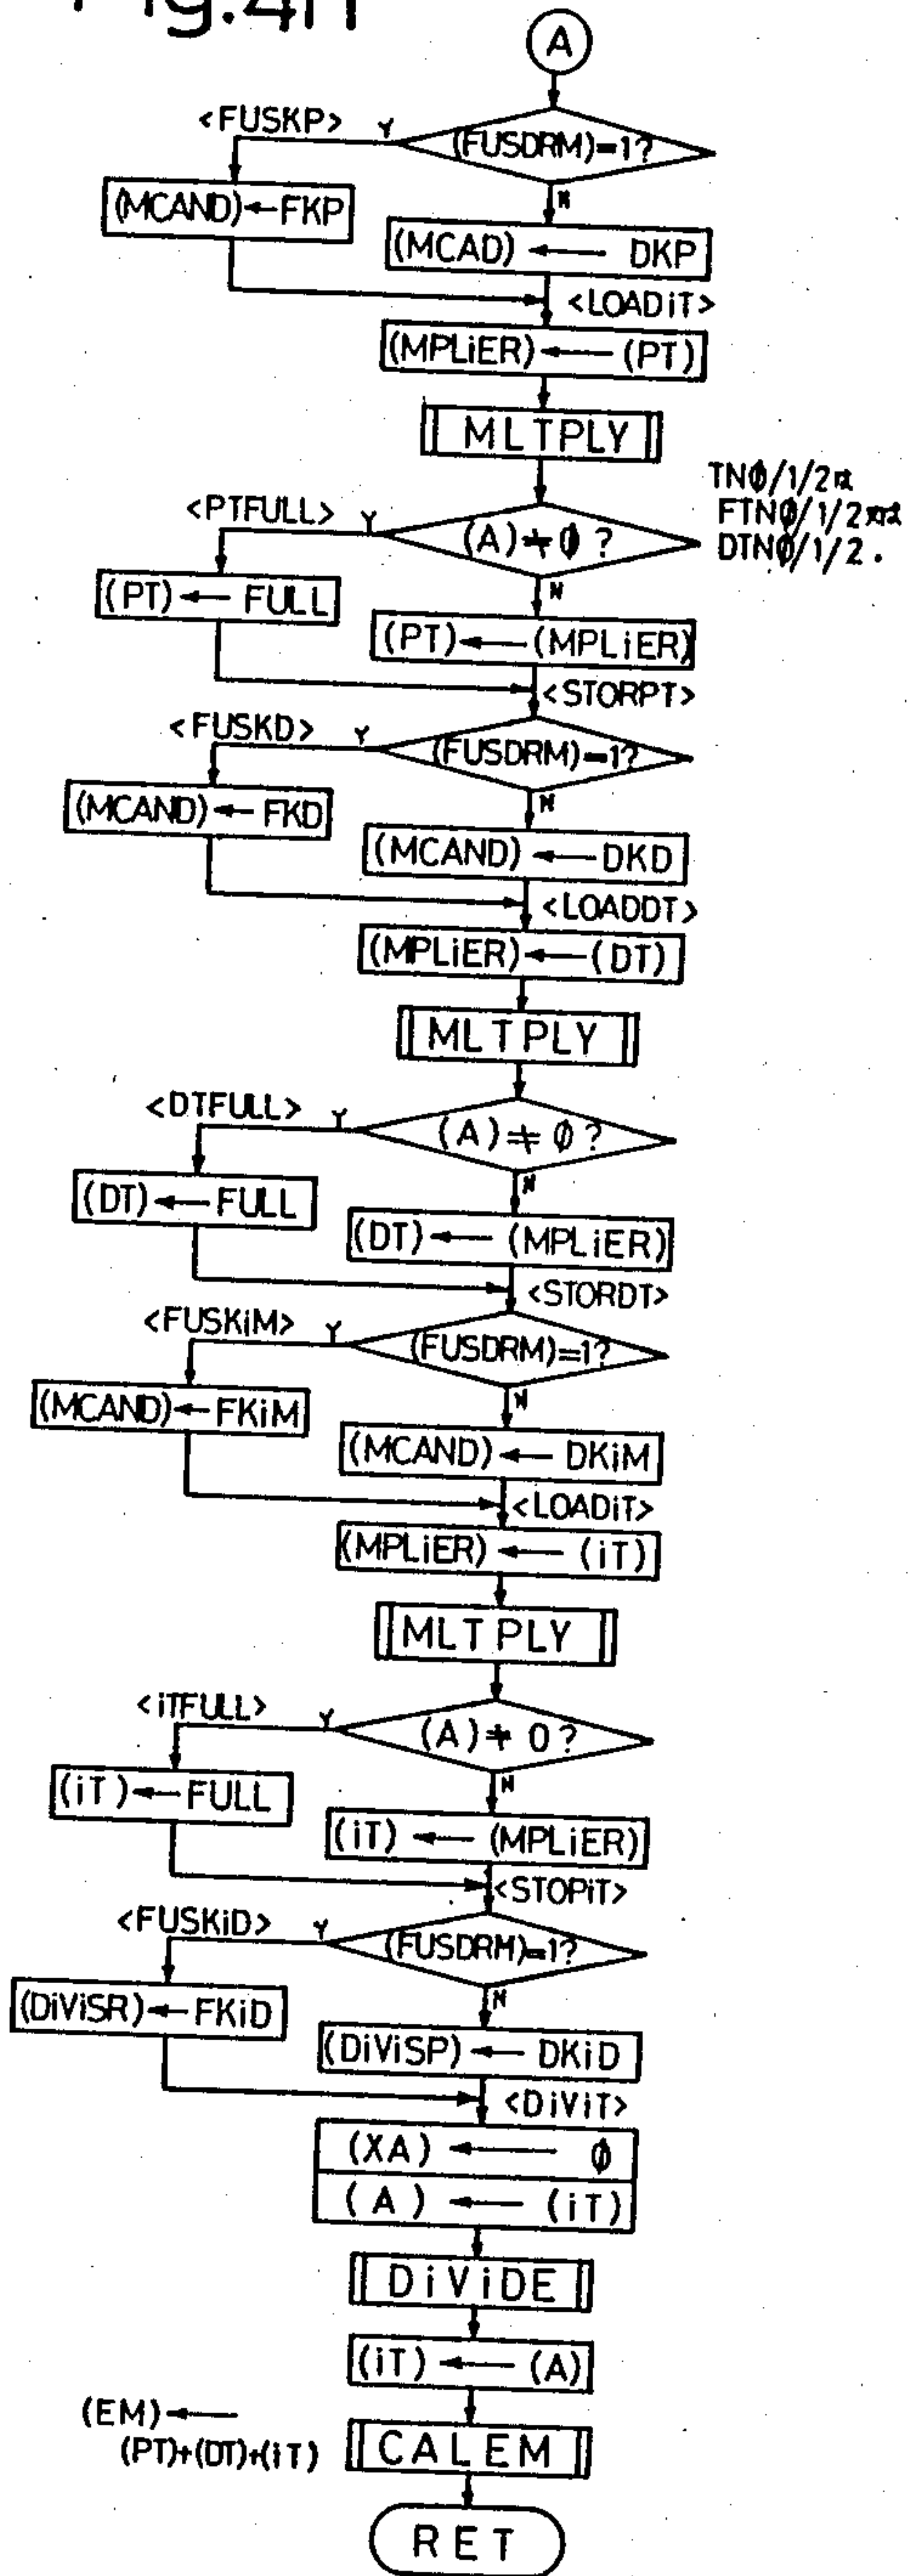 Fig.4H
A
<FUSKP> Y (FUSDRM)=1?
N
(MCAND)←FKP
(MCAD) ← DKP
<LOADiT>
(MPLiER) ← (PT)
MLTPLY
TNØ/1/2
FTNØ/1/2
DTNØ/1/2.
<PTFULL> Y (A)≠Ø?
N
(PT) ← FULL
(PT) ← (MPLiER)
<STORPT>
<FUSKD> Y (FUSDRM)=1?
N
(MCAND) ← FKD
(MCAND) ← DKD
<LOADDT>
(MPLiER) ← (DT)
MLTPLY
<DTFULL> Y (A)≠Ø?
N
(DT) ← FULL
(DT) ← (MPLiER)
<STORDT>
<FUSKiM> Y (FUSDRM)=1?
N
(MCAND)←FKiM
(MCAND) ← DKiM
<LOADiT>
(MPLiER) ← (iT)
MLTPLY
<iTFULL> Y (A)≠0?
N
(iT) ← FULL
(iT) ← (MPLiER)
<STOPiT>
<FUSKiD> Y (FUSDRM)=1?
N
(DiViSR) ← FKiD
(DiViSP) ← DKiD
<DiViT>
(XA) ← Ø
(A) ← (iT)
DiViDE
(iT) ← (A)
(EM) ←
(PT)+(DT)+(iT)
CALEM
RET